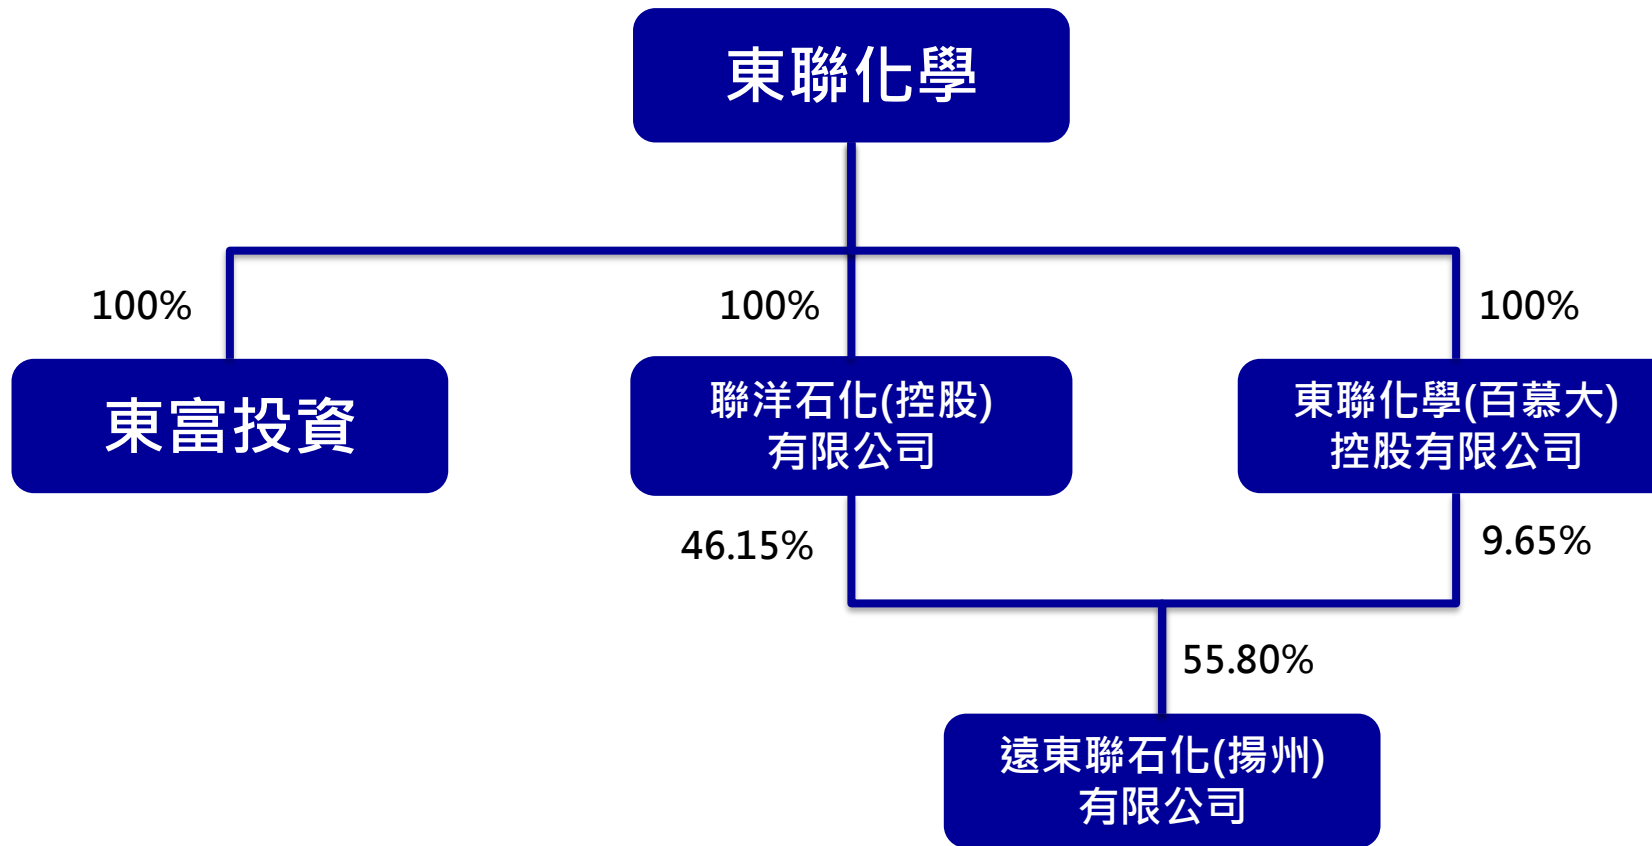 東聯化學
100%
100%
100%
東富投資
聯洋石化(控股)
有限公司
東聯化學(百慕大)
控股有限公司
46.15%
9.65%
55.80%
遠東聯石化(揚州)
有限公司